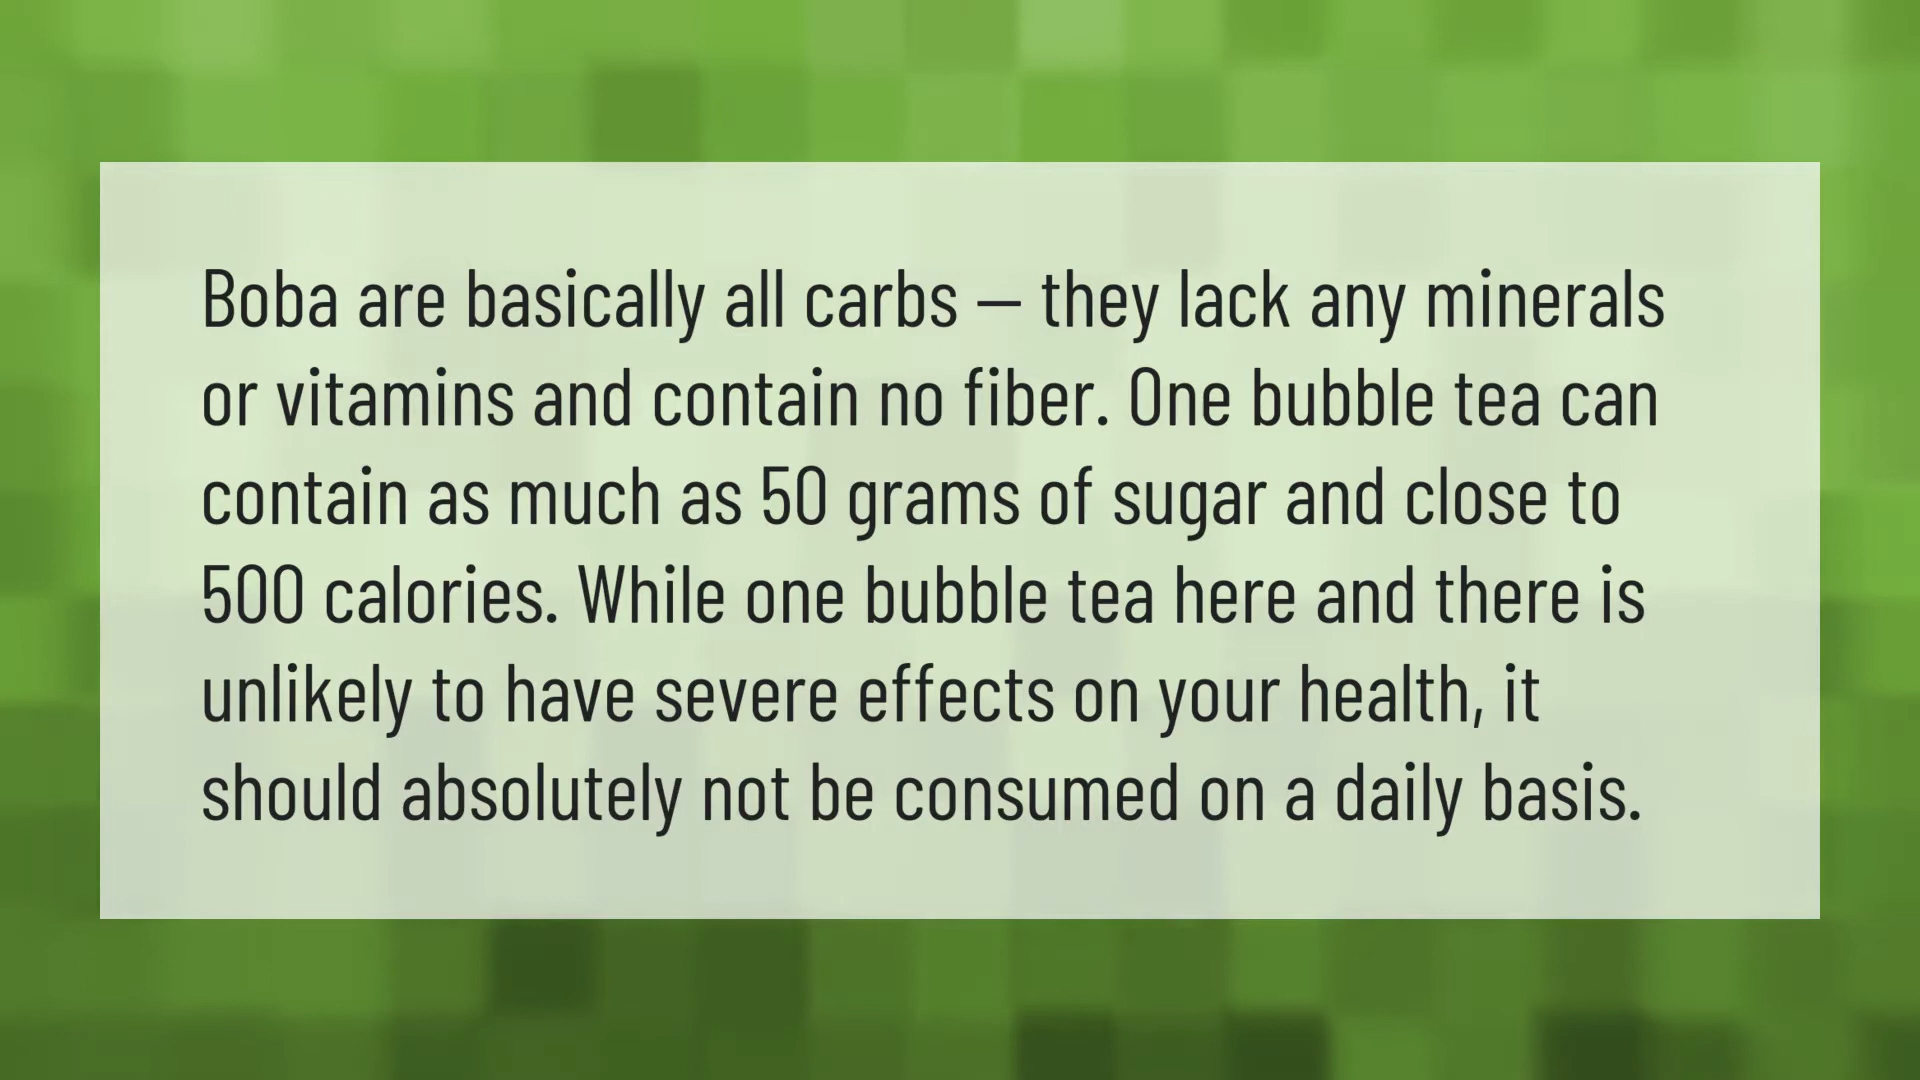 Boba are basically all carbs — they lack any minerals
or vitamins and contain no fiber. One bubble tea can
contain as much as 50 grams of sugar and close to
500 calories. While one bubble tea here and there is
unlikely to have severe effects on your health, it
should absolutely not be consumed on a daily basis.